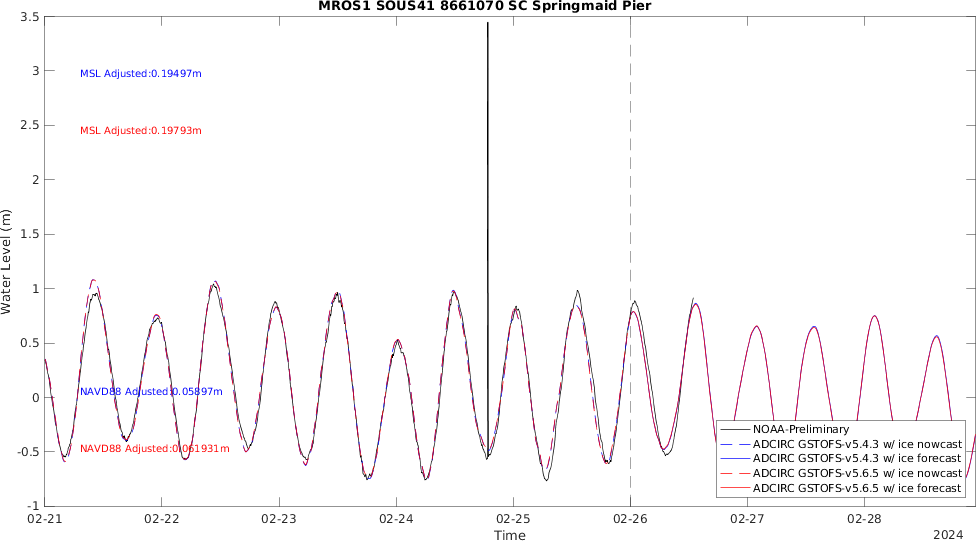 MROS1 SOUS41 8661070 SC Springmaid Pier
3.5
3
2.5
2
1.5
1
0.5
0
-0.5
-1
Water Level (m)
MSL Adjusted:0.19497m
MSL Adjusted:0.19793m
NAVD88 Adjusted:0.05897m
NAVD88 Adjusted:0.061931m
NOAA-Preliminary
ADCIRC GSTOFS-v5.4.3 w/ ice nowcast
ADCIRC GSTOFS-v5.4.3 w/ ice forecast
ADCIRC GSTOFS-v5.6.5 w/ ice nowcast
ADCIRC GSTOFS-v5.6.5 w/ ice forecast
02-21 02-22 02-23 02-24 02-25 02-26 02-27 02-28
Time
2024